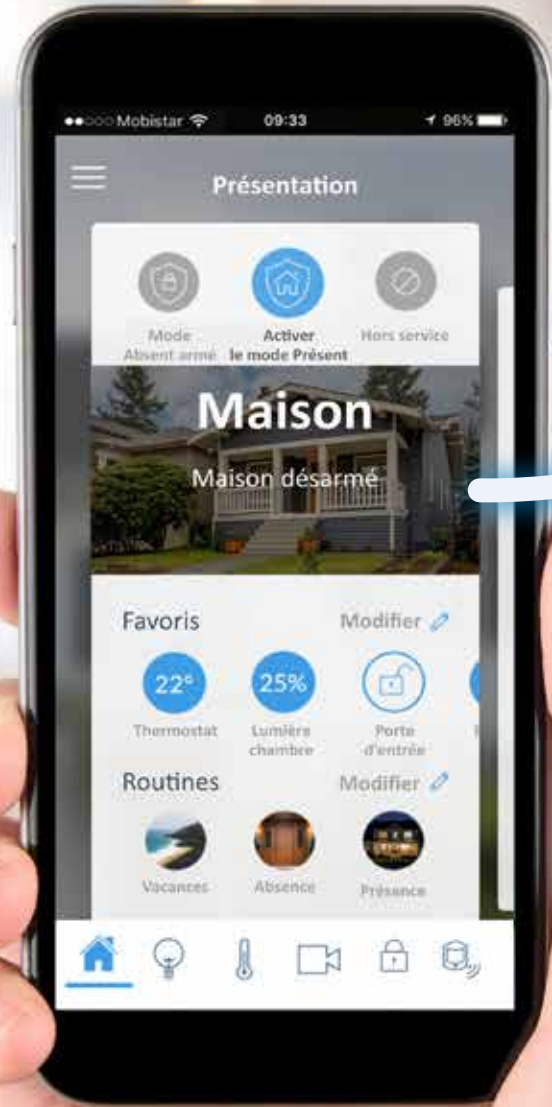 Mobistar 09:33 96%
Présentation
Mode
Absent armé
Activer
le mode Présent
Hors service
Maison
Maison désarmé
Favoris Modifier
22° 25%
Thermostat
Lumière
chambre
Porte
d'entrée
Routines Modifier
Vacances Absence Présence